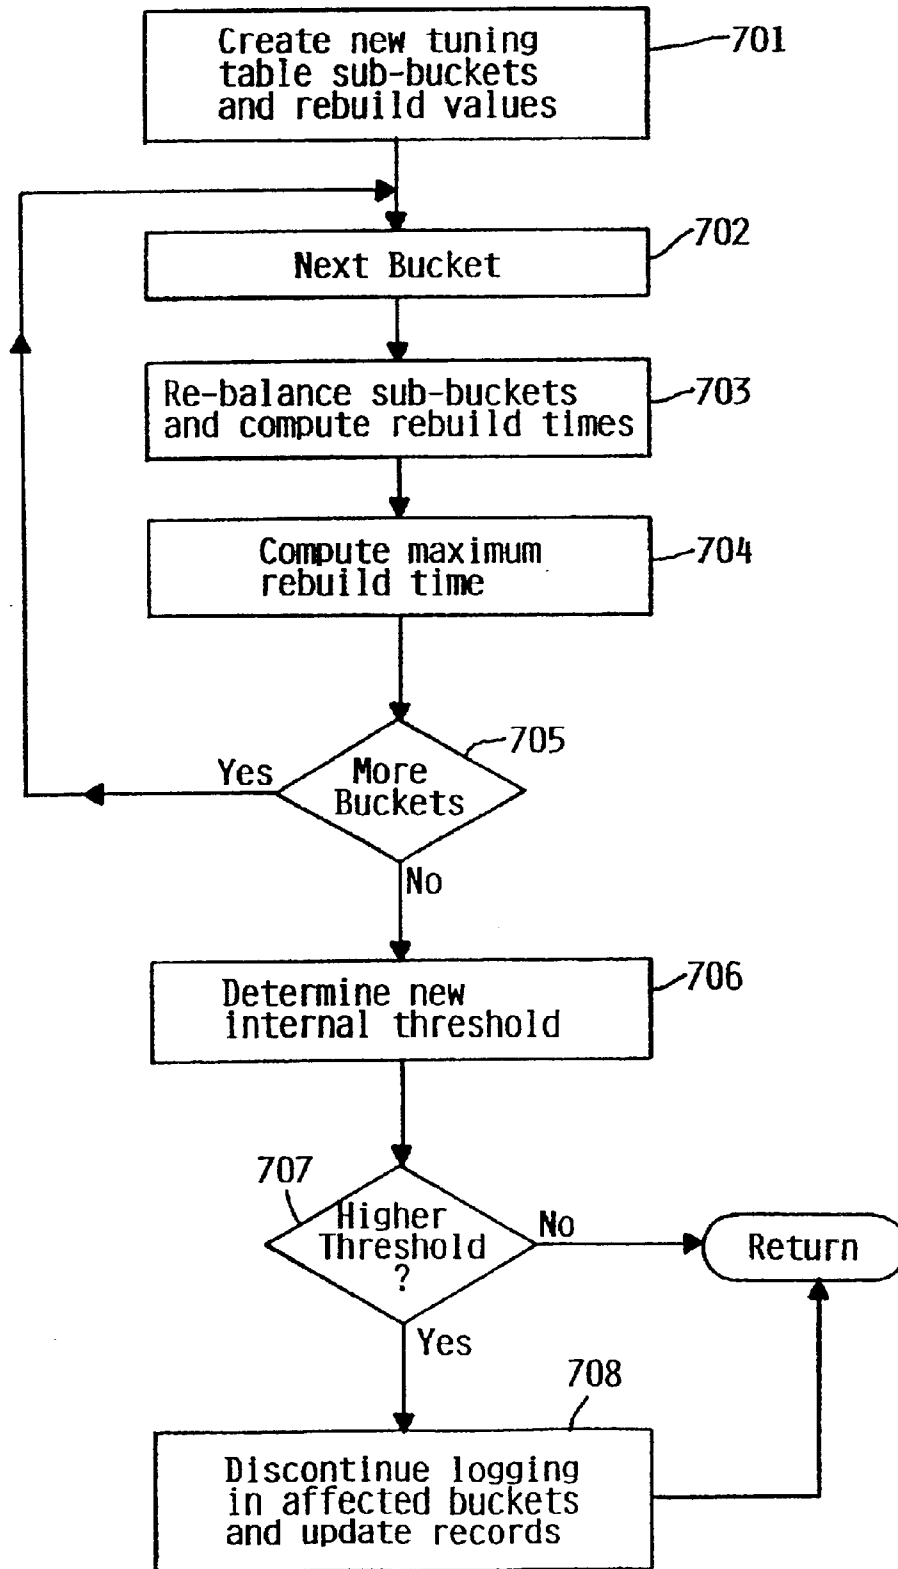 Create new tuning
table sub-buckets
and rebuild values
701
Next Bucket
702
Re-balance sub-buckets
and compute rebuild times
703
Compute maximum
rebuild time
704
705
Yes
More
Buckets
No
Determine new
internal threshold
706
707
Higher
Threshold
?
No
Return
Yes
708
Discontinue logging
in affected buckets
and update records